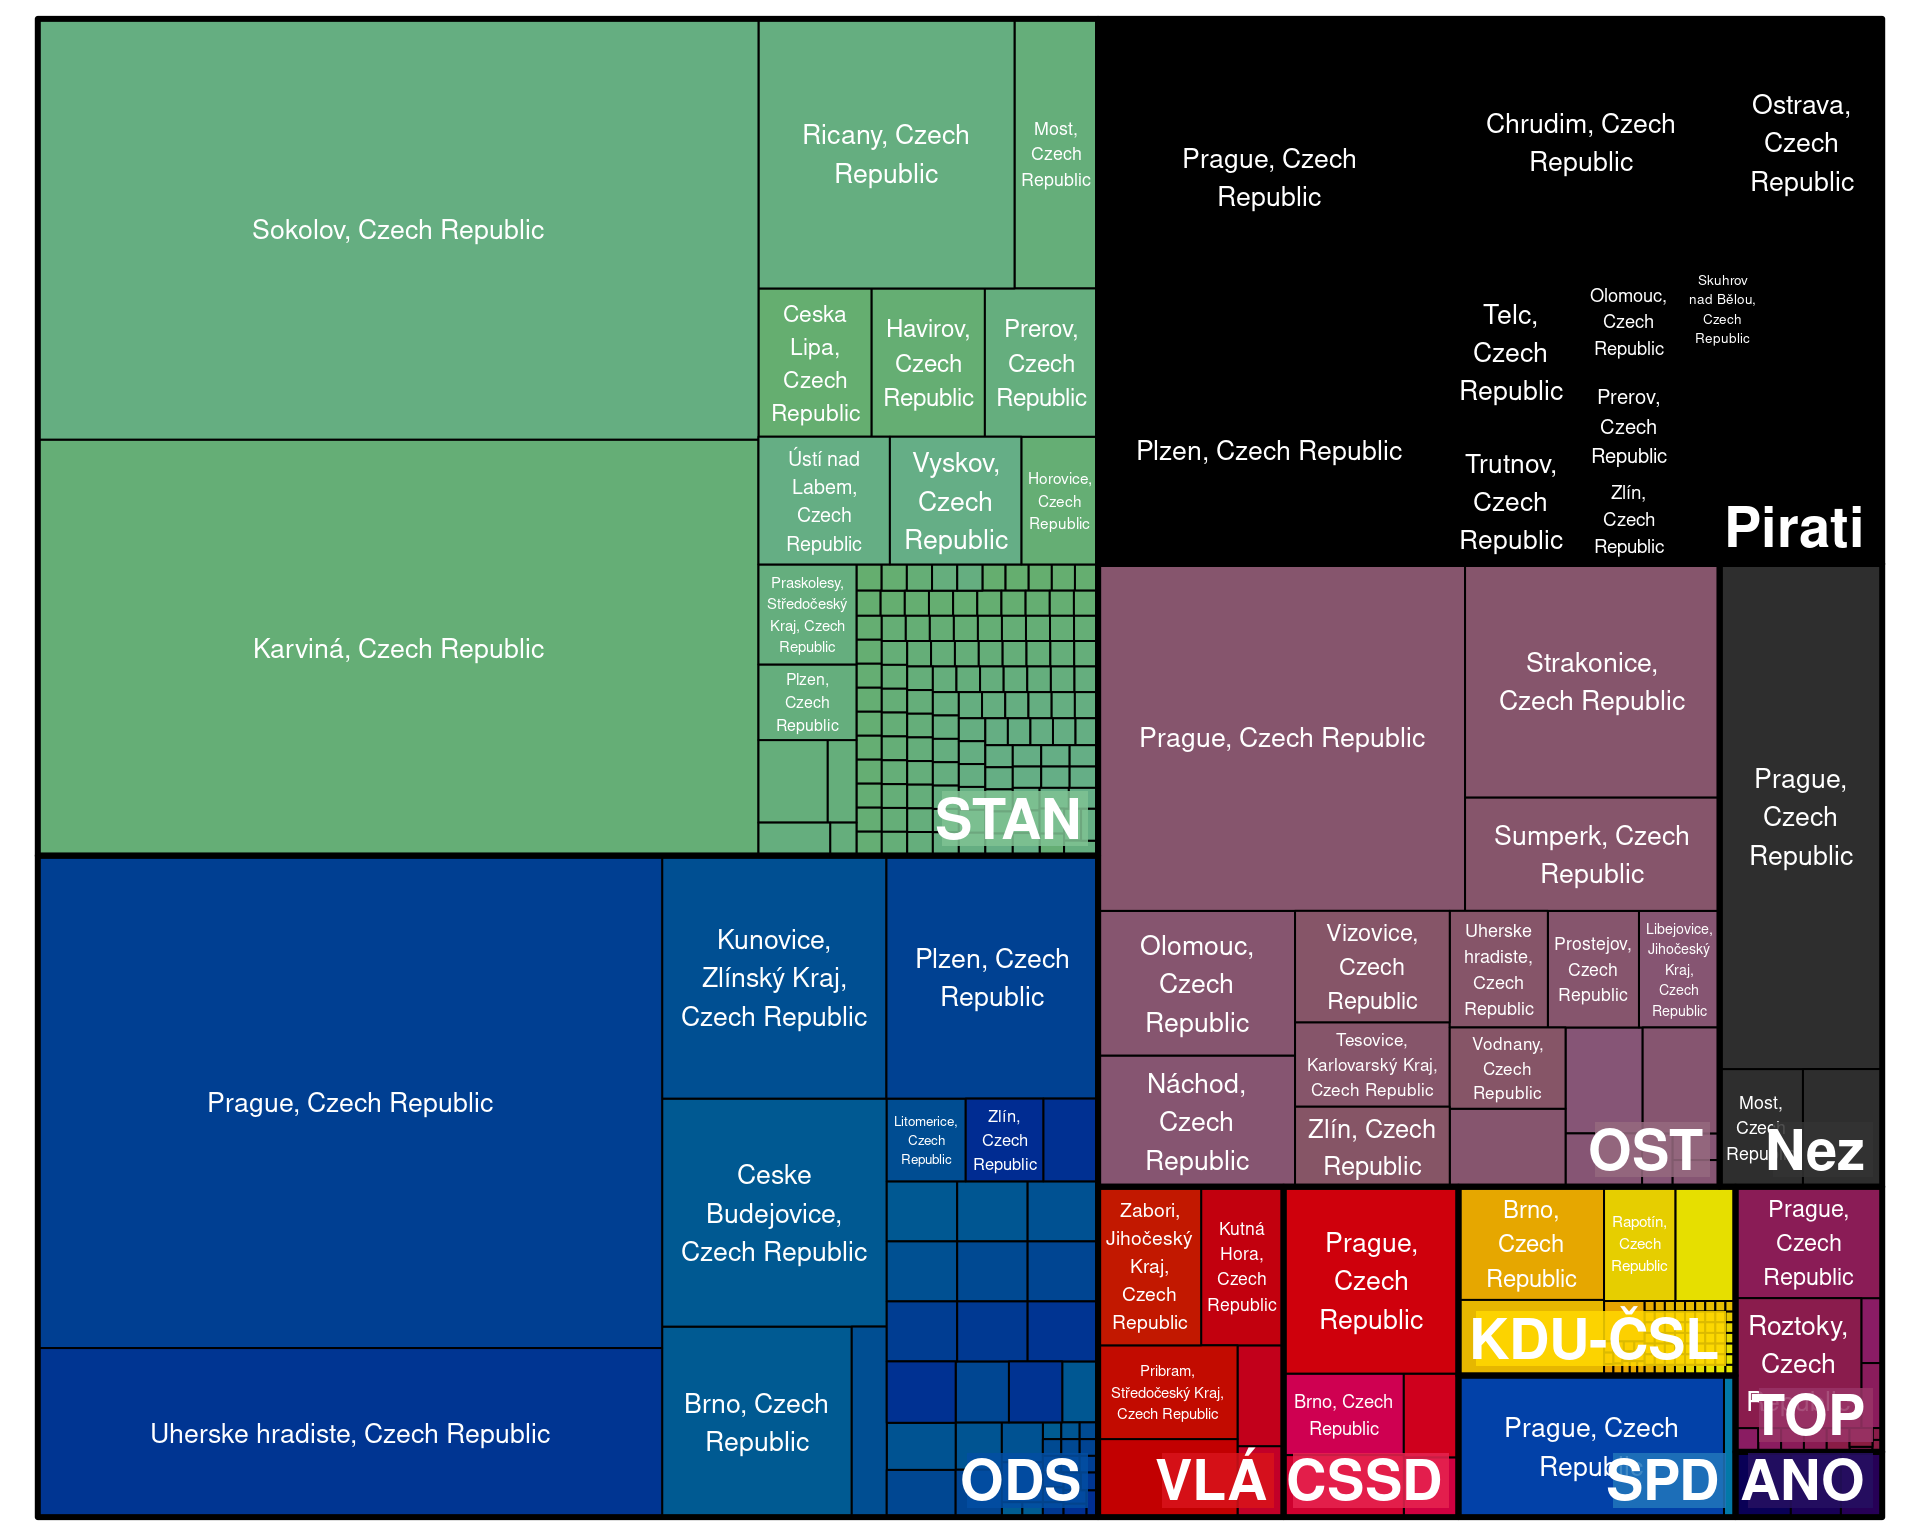 Sokolov, Czech Republic
Karviná, Czech Republic
Ricany, Czech
Republic
Most,
Czech
Republic
Ceska
Lipa,
Czech
Republic
Havirov,
Czech
Republic
Prerov,
Czech
Republic
Ústí nad
Labem,
Czech
Republic
Vyskov,
Czech
Republic
Horovice,
Czech
Republic
Praskolesy,
Středočeský
Kraj, Czech
Republic
Plzen,
Czech
Republic
STAN
Prague, Czech
Republic
Plzen, Czech Republic
Chrudim, Czech
Republic
Ostrava,
Czech
Republic
Telc,
Czech
Republic
Olomouc,
Czech
Republic
Skuhrov
nad Bělou,
Czech
Republic
Prerov,
Czech
Republic
Trutnov,
Czech
Republic
Zlín,
Czech
Republic
Pirati
Prague, Czech Republic
Uherske hradiste, Czech Republic
Kunovice,
Zlínský Kraj,
Czech Republic
Ceske
Budejovice,
Czech Republic
Brno, Czech
Republic
Plzen, Czech
Republic
Litomerice,
Czech
Republic
Zlín,
Czech
Republic
ODS
Prague, Czech Republic
Strakonice,
Czech Republic
Sumperk, Czech
Republic
Olomouc,
Czech
Republic
Náchod,
Czech
Republic
Vizovice,
Czech
Republic
Tesovice,
Karlovarský Kraj,
Czech Republic
Zlín, Czech
Republic
Uherske
hradiste,
Czech
Republic
Prostejov,
Czech
Republic
Libejovice,
Jihočeský
Kraj,
Czech
Republic
Vodnany,
Czech
Republic
OST
Prague,
Czech
Republic
Most,
Czech
Republic
Nez
Zabori,
Jihočeský
Kraj,
Czech
Republic
Kutná
Hora,
Czech
Republic
Pribram,
Středočeský Kraj,
Czech Republic
VLÁ
Prague,
Czech
Republic
Brno, Czech
Republic
CSSD
Brno,
Czech
Republic
Rapotín,
Czech
Republic
KDU-ČSL
Prague, Czech
Republic
SPD
Prague,
Czech
Republic
Roztoky,
Czech
Republic
TOP
ANO